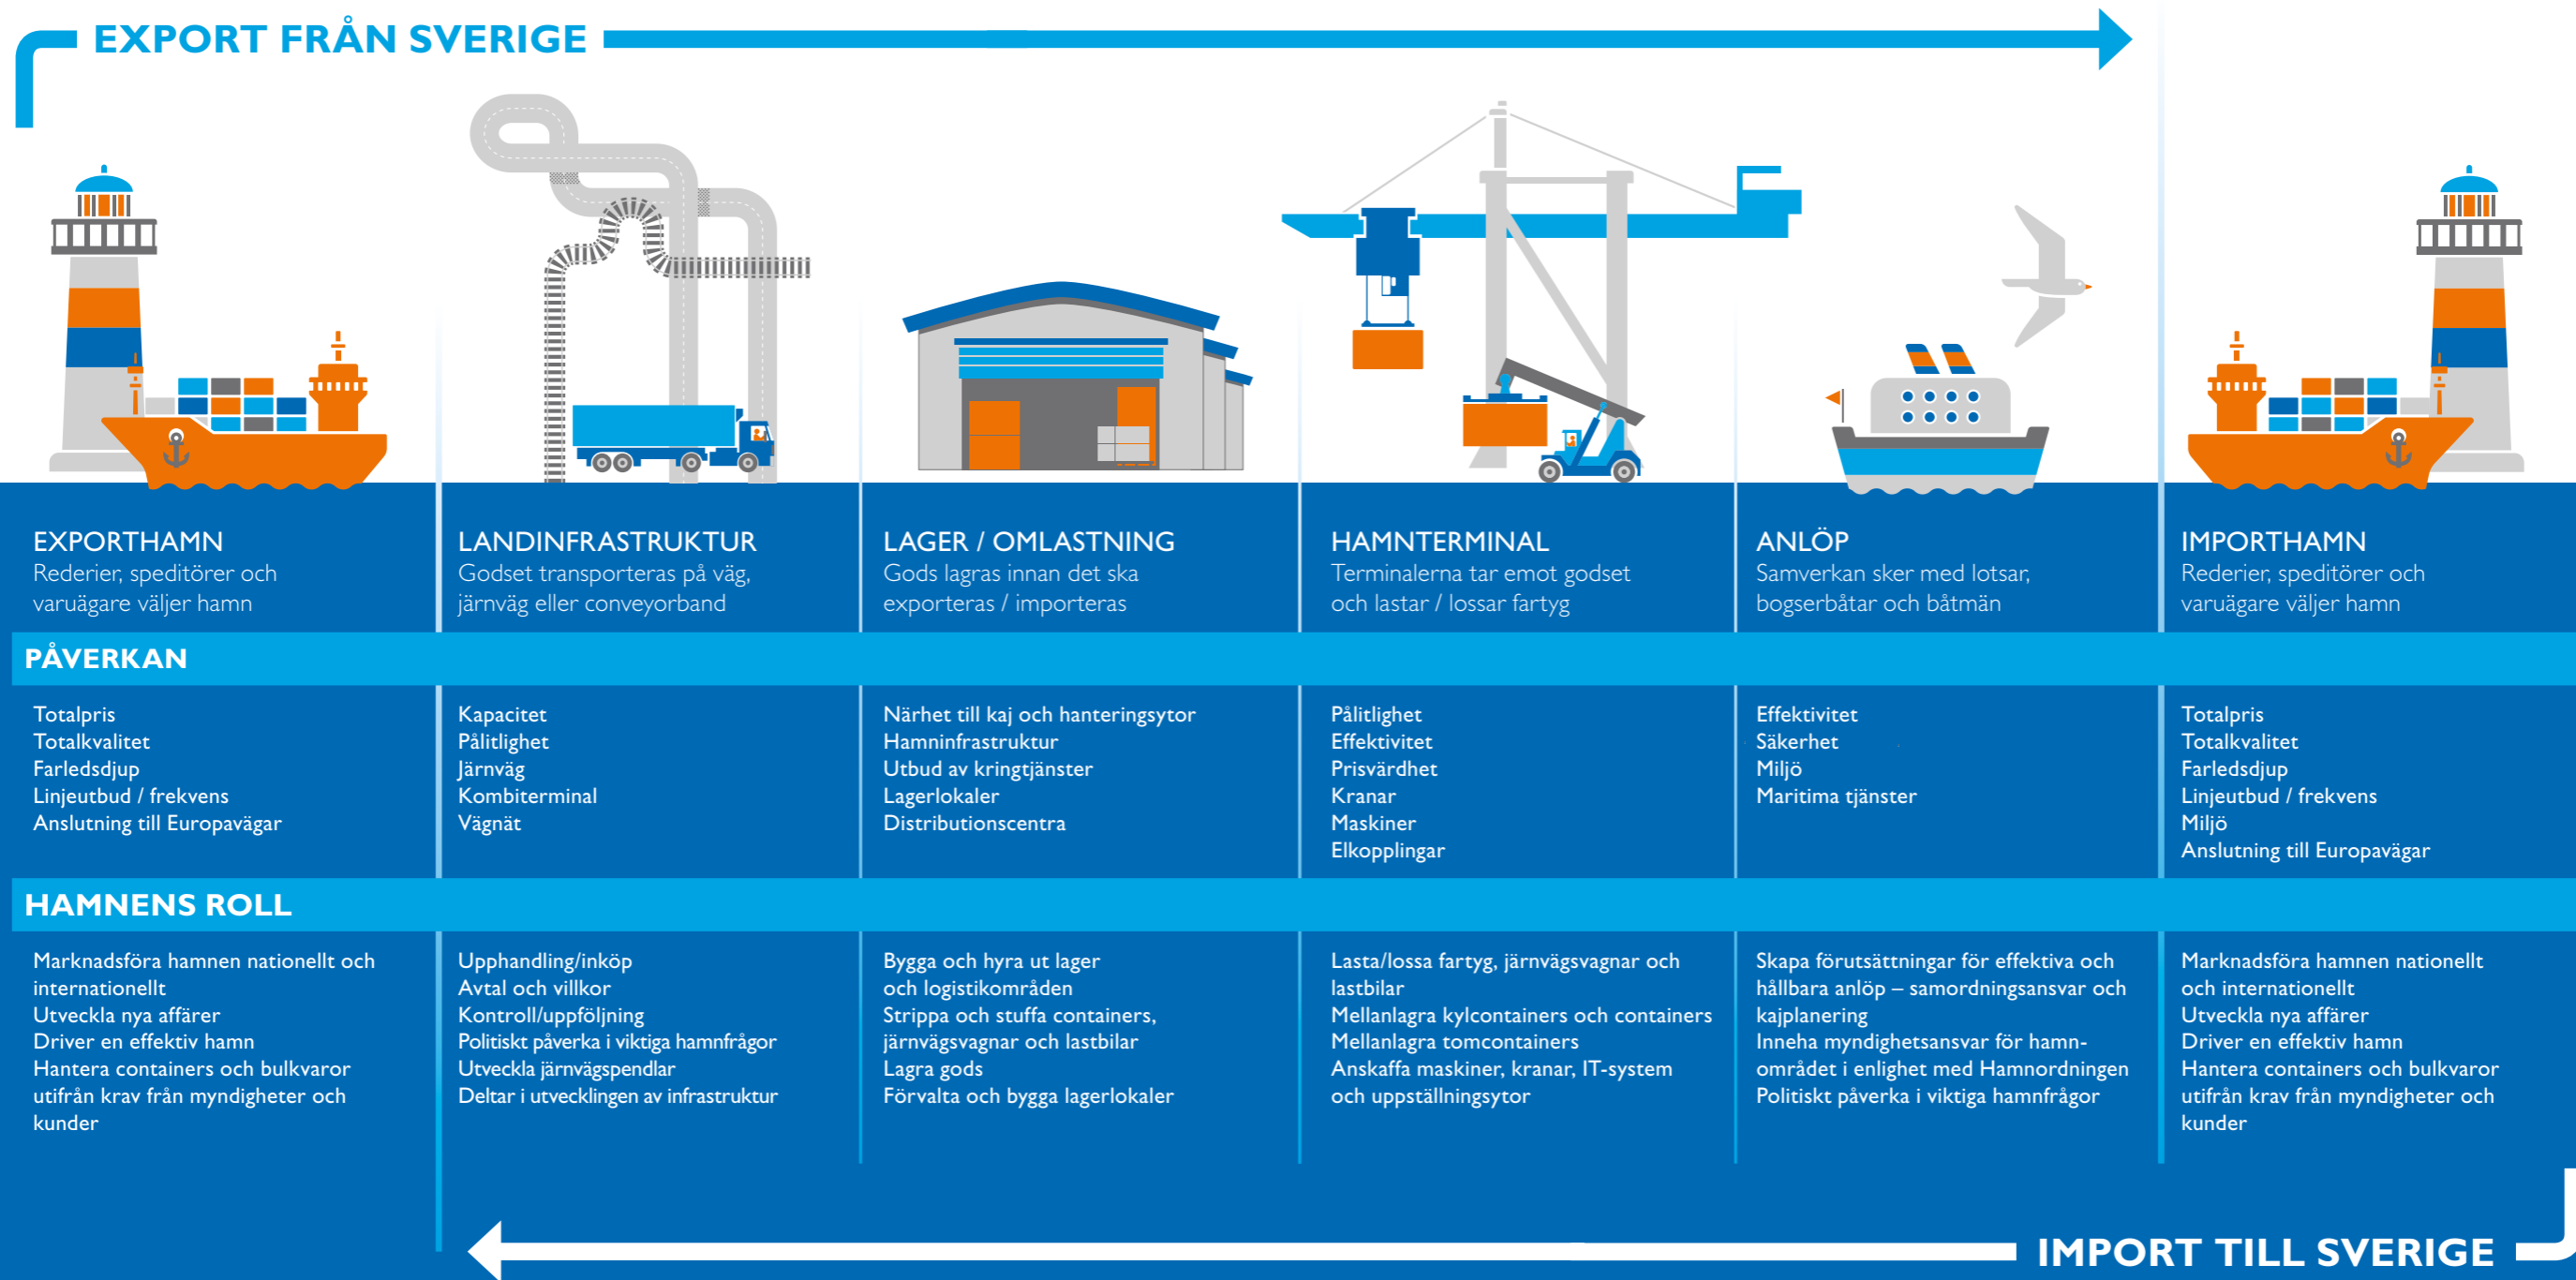 EXPORT FRÅN SVERIGE
EXPORTHAMN
Rederier, speditörer och
varuägare väljer hamn
LANDINFRASTRUKTUR
Godset transporteras på väg,
järnväg eller conveyorband
LAGER / OMLASTNING
Gods lagras innan det ska
exporteras / importeras
HAMNTERMINAL
Terminalerna tar emot godset
och lastar / lossar fartyg
ANLÖP
Samverkan sker med lotsar,
bogserbåtar och båtmän
IMPORTHAMN
Rederier, speditörer och
varuägare väljer hamn
PÅVERKAN
Totalpris
Totalkvalitet
Farledsdjup
Linjeutbud / frekvens
Anslutning till Europavägar
Kapacitet
Pålitlighet
Järnväg
Kombiterminal
Vägnät
Närhet till kaj och hanteringsytor
Hamninfrastruktur
Utbud av kringtjänster
Lagerlokaler
Distributionscentra
Pålitlighet
Effektivitet
Prisvärdhet
Kranar
Maskiner
Elkopplingar
Effektivitet
Säkerhet
Miljö
Maritima tjänster
Totalpris
Totalkvalitet
Farledsdjup
Linjeutbud / frekvens
Miljö
Anslutning till Europavägar
HAMNENS ROLL
Marknadsföra hamnen nationellt och
internationellt
Utveckla nya affärer
Driver en effektiv hamn
Hantera containers och bulkvaror
utifrån krav från myndigheter och
kunder
Upphandling/inköp
Avtal och villkor
Kontroll/uppföljning
Politiskt påverka i viktiga hamnfrågor
Utveckla järnvägspendlar
Deltar i utvecklingen av infrastruktur
Bygga och hyra ut lager
och logistikområden
Strippa och stuffa containers,
järnvägsvagnar och lastbilar
Lagra gods
Förvalta och bygga lagerlokaler
Lasta/lossa fartyg, järnvägsvagnar och
lastbilar
Mellanlagra kylcontainers och containers
Mellanlagra tomcontainers
Anskaffa maskiner, kranar, IT-system
och uppställningsytor
Skapa förutsättningar för effektiva och
hållbara anlöp – samordningsansvar och
kajplanering
Inneha myndighetsansvar för hamn-
området i enlighet med Hamnordningen
Politiskt påverka i viktiga hamnfrågor
Marknadsföra hamnen nationellt
och internationellt
Utveckla nya affärer
Driver en effektiv hamn
Hantera containers och bulkvaror
utifrån krav från myndigheter och
kunder
IMPORT TILL SVERIGE